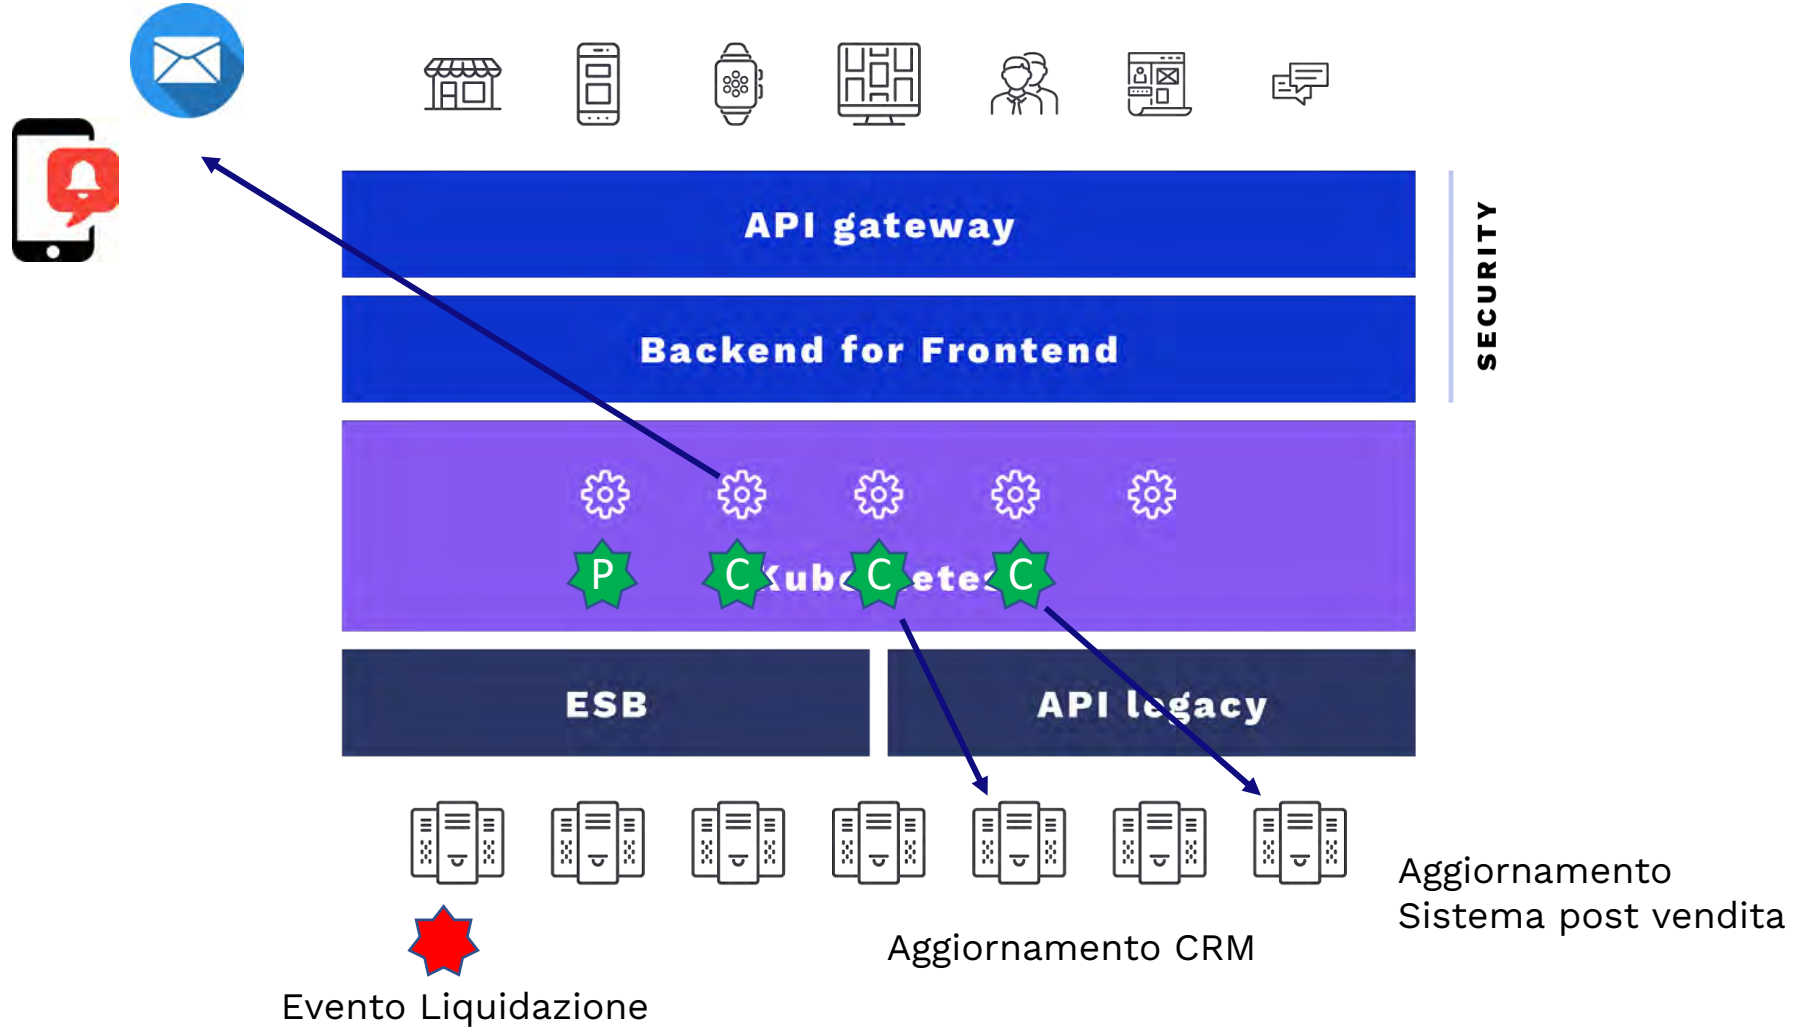 API gateway
Backend for Frontend
SECURITY
P
C
C
C
ESB
API legacy
Aggiornamento
Sistema post vendita
Aggiornamento CRM
Evento Liquidazione